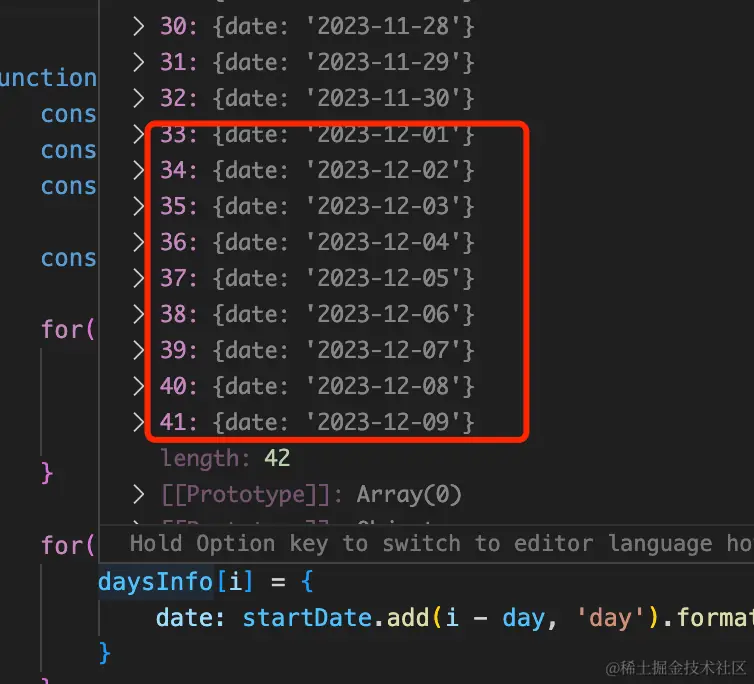 30: {date: '2023-11-28'}
31: {date: '2023-11-29'}
unction
32: {date: '2023-11-30'}
cons
33: {date: '2023-12-01'}
cons
34: {date: '2023-12-02'}
cons
35: {date: '2023-12-03'}
36: {date: '2023-12-04'}
cons
37: {date: '2023-12-05'}
38: {date: '2023-12-06'}
for(
39: {date: '2023-12-07'}
40: {date: '2023-12-08'}
41: {date: '2023-12-09'}
length: 42
}
[[Prototype]]: Array(0)
for(
Hold Option key to switch to editor language ho
daysInfo[i] = {
date: startDate.add(i - day, 'day').format
}
@稀土掘金技术社区